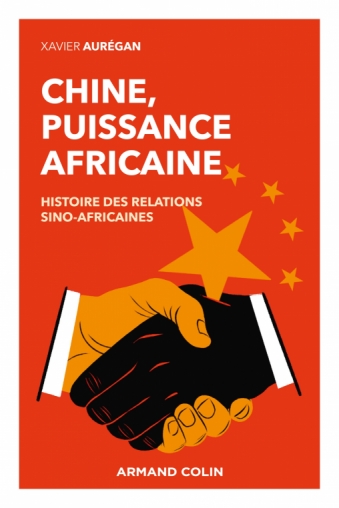 XAVIER AURÉGAN
CHINE,
PUISSANCE
AFRICAINE
HISTOIRE DES RELATIONS
SINO-AFRICAINES
ARMAND COLIN